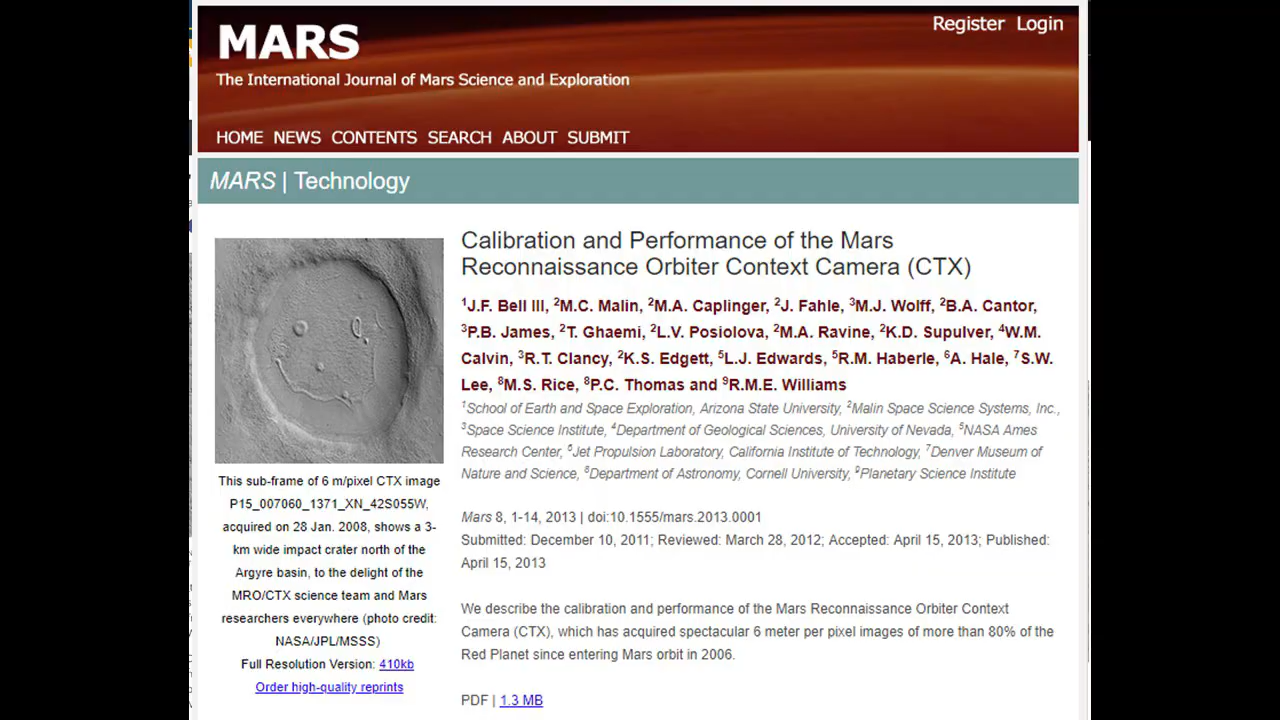 Register Login
MARS
The International Journal of Mars Science and Exploration
HOME NEWS CONTENTS SEARCH ABOUT SUBMIT
MARS | Technology
Calibration and Performance of the Mars
Reconnaissance Orbiter Context Camera (CTX)
1J.F. Bell III, 2M.C. Malin, 2M.A. Caplinger, 2J. Fahle, 3M.J. Wolff, 2B.A. Cantor,
3P.B. James, 2T. Ghaemi, 2L.V. Posiolova, 2M.A. Ravine, 2K.D. Supulver, 4W.M.
Calvin, 3R.T. Clancy, 2K.S. Edgett, 5L.J. Edwards, 5R.M. Haberle, 6A. Hale, 7S.W.
Lee, 8M.S. Rice, 8P.C. Thomas and 9R.M.E. Williams
1School of Earth and Space Exploration, Arizona State University, 2Malin Space Science Systems, Inc.,
3Space Science Institute, 4Department of Geological Sciences, University of Nevada, 5NASA Ames
Research Center, 6Jet Propulsion Laboratory, California Institute of Technology, 7Denver Museum of
Nature and Science, 8Department of Astronomy, Cornell University, 9Planetary Science Institute
Mars 8, 1-14, 2013 | doi:10.1555/mars.2013.0001
Submitted: December 10, 2011; Reviewed: March 28, 2012; Accepted: April 15, 2013; Published:
April 15, 2013
We describe the calibration and performance of the Mars Reconnaissance Orbiter Context
Camera (CTX), which has acquired spectacular 6 meter per pixel images of more than 80% of the
Red Planet since entering Mars orbit in 2006.
PDF | 1.3 MB
This sub-frame of 6 m/pixel CTX image
P15_007060_1371_XN_42S055W,
acquired on 28 Jan. 2008, shows a 3-
km wide impact crater north of the
Argyre basin, to the delight of the
MRO/CTX science team and Mars
researchers everywhere (photo credit:
NASA/JPL/MSSS)
Full Resolution Version: 410kb
Order high-quality reprints